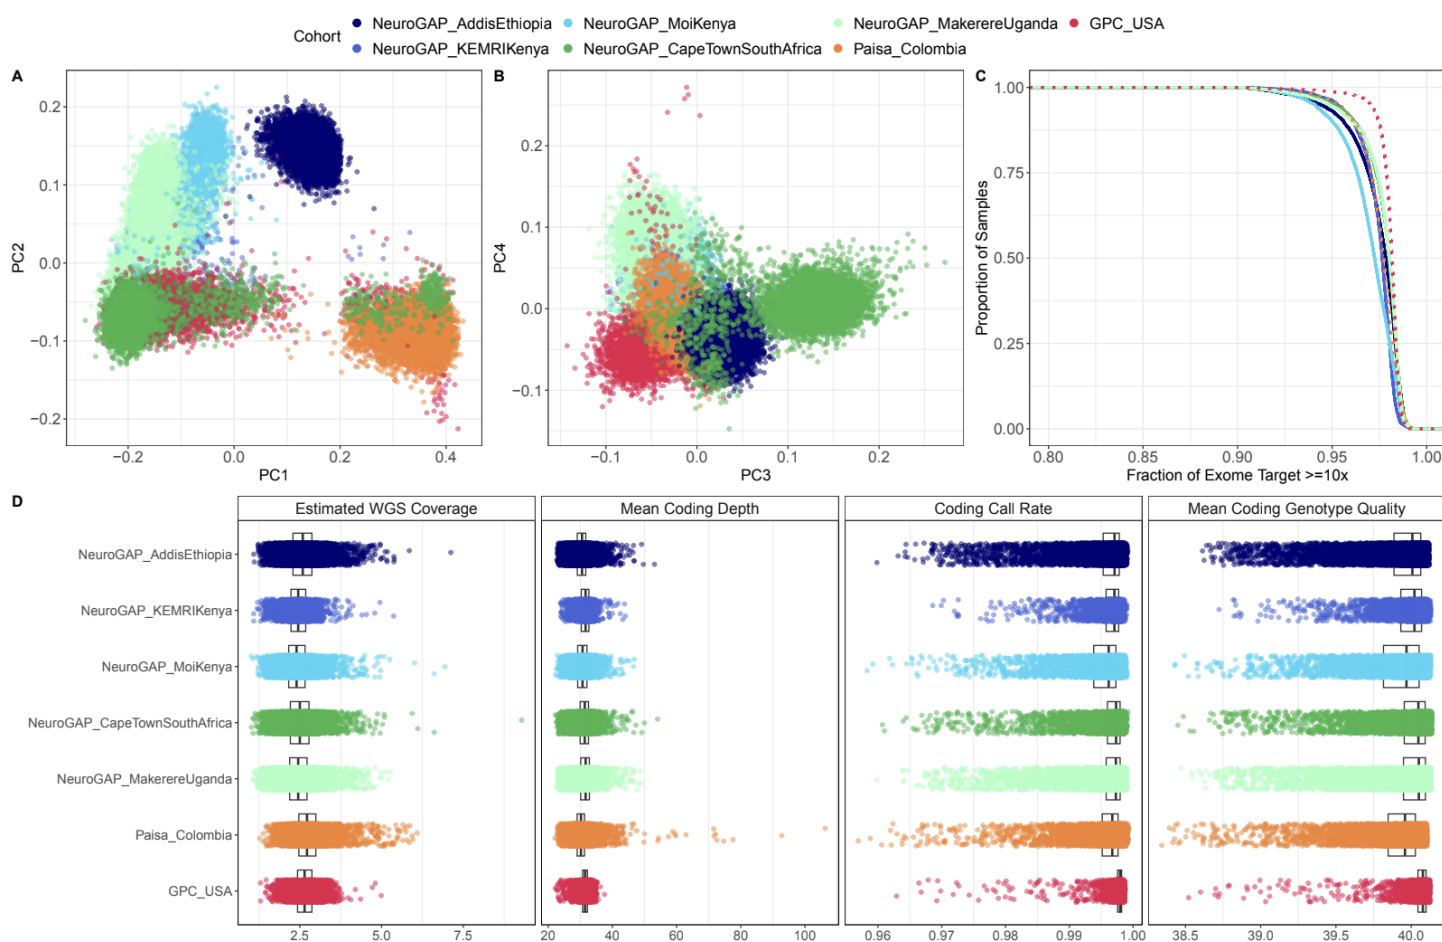 Cohort
NeuroGAP_AddisEthiopia NeuroGAP_MoiKenya NeuroGAP_MakerereUganda GPC_USA
NeuroGAP_KEMRIKenya NeuroGAP_CapeTownSouthAfrica Paisa_Colombia
A B C
0.2
0.1
0.0
−0.1
−0.2
PC2
−0.2 0.0 0.2 0.4
PC1
0.2
0.1
0.0
−0.1
PC4
−0.1 0.0 0.1 0.2
PC3
1.00
0.75
0.50
0.25
0.00
Proportion of Samples
0.80 0.85 0.90 0.95 1.00
Fraction of Exome Target >=10x
D
Estimated WGS Coverage Mean Coding Depth Coding Call Rate Mean Coding Genotype Quality
NeuroGAP_AddisEthiopia
NeuroGAP_KEMRIKenya
NeuroGAP_MoiKenya
NeuroGAP_CapeTownSouthAfrica
NeuroGAP_MakerereUganda
Paisa_Colombia
GPC_USA
2.5 5.0 7.5 20 40 60 80 100 0.96 0.97 0.98 0.99 1.00 38.5 39.0 39.5 40.0